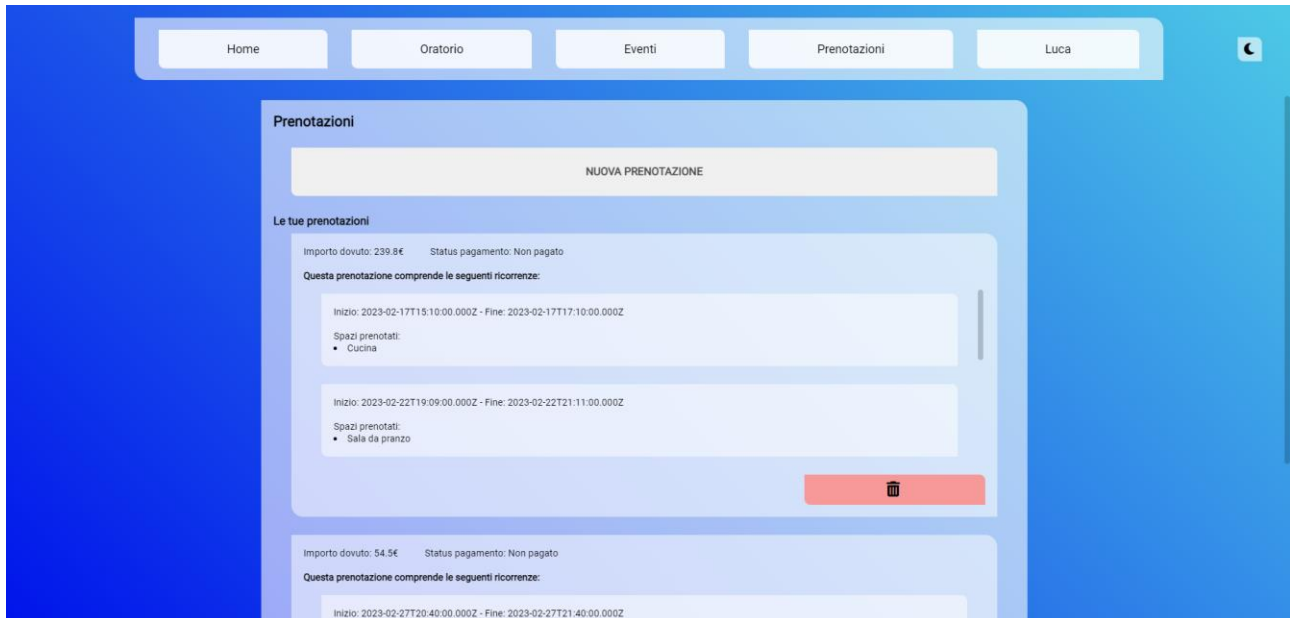 Home Oratorio Eventi Prenotazioni Luca
Prenotazioni
NUOVA PRENOTAZIONE
Le tue prenotazioni
Importo dovuto: 239.8€ Status pagamento: Non pagato
Questa prenotazione comprende le seguenti ricorrenze:
Inizio: 2023-02-17T15:10:00.000Z - Fine: 2023-02-17T17:10:00.000Z
Spazi prenotati:
• Cucina
Inizio: 2023-02-22T19:09:00.000Z - Fine: 2023-02-22T21:11:00.000Z
Spazi prenotati:
• Sala da pranzo
Importo dovuto: 54.5€ Status pagamento: Non pagato
Questa prenotazione comprende le seguenti ricorrenze:
Inizio: 2023-02-27T20:40:00.000Z - Fine: 2023-02-27T21:40:00.000Z